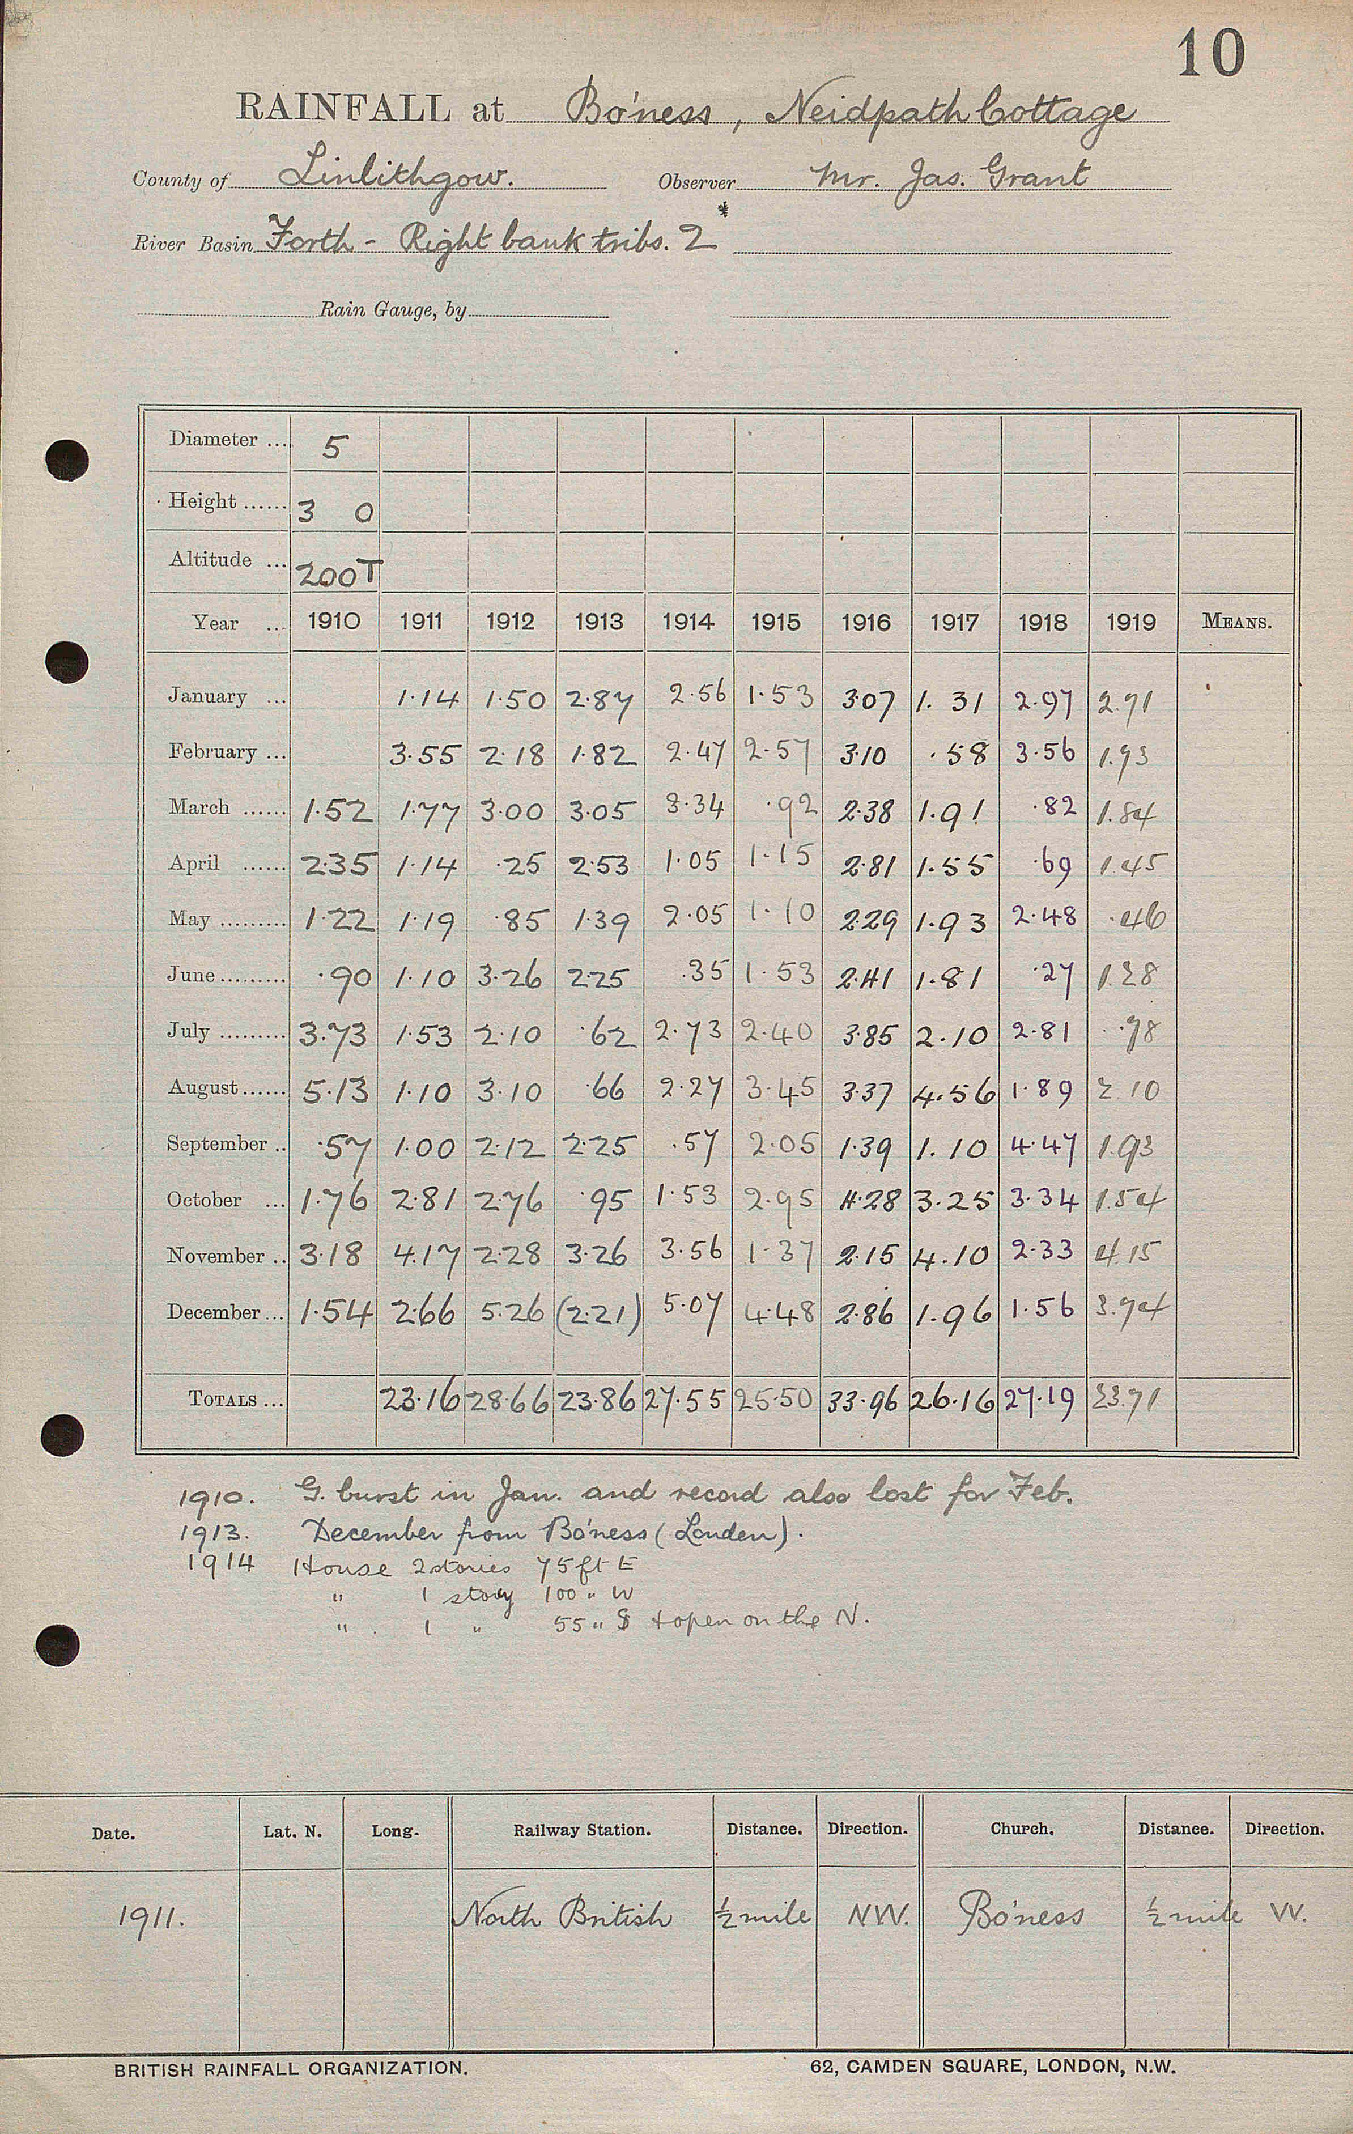 10
RAINFALL at Bo'ness, Neidpath Cottage
County of Linlithgow. Observer Mr. Jas. Grant
River Basin Forth - Right bank tribs. 2 *
Rain Gauge, by
Diameter ... 5
Height ...... 3 0
Altitude ... 200T
Year ... 1910 1911 1912 1913 1914 1915 1916 1917 1918 1919 MEANS.
January ... 1.14 1.50 2.87 2.56 1.53 3.07 1.31 2.97 2.71
February ... 3.55 2.18 1.82 2.47 2.57 3.10 .58 3.56 1.73
March ...... 1.52 1.77 3.00 3.05 3.34 .92 2.38 1.91 .82 1.84
April ...... 2.35 1.14 .25 2.53 1.05 1.15 2.81 1.55 .69 1.45
May ......... 1.22 1.19 .85 1.39 2.05 1.10 2.29 1.93 2.48 .46
June ......... .90 1.10 3.26 2.25 .35 1.53 2.41 1.81 .27 1.28
July ......... 3.73 1.53 2.10 .62 2.73 2.40 3.85 2.10 2.81 .78
August ...... 5.13 1.10 3.10 .66 2.27 3.45 3.37 4.56 1.89 2.10
September .. .57 1.00 2.12 2.25 .57 2.05 1.39 1.10 4.47 1.93
October ... 1.76 2.81 2.76 .95 1.53 2.95 4.28 3.25 3.34 1.54
November .. 3.18 4.17 2.28 3.26 3.56 1.37 2.15 4.10 2.33 4.15
December ... 1.54 2.66 5.26 (2.21) 5.07 4.48 2.86 1.96 1.56 3.74
TOTALS ... 23.16 28.66 23.86 27.55 25.50 33.96 26.16 27.19 23.71
1910. G. burst in Jan. and record also lost for Feb.
1913. December from Bo'ness (Louden).
1914 House 2 stories 75 ft E
" 1 story 100 " W
" . 1 " 55 " S & open on the N.
Date. Lat. N. Long. Railway Station. Distance. Direction. Church. Distance. Direction.
1911. North British ½ mile NW. Bo'ness ½ mile W.
BRITISH RAINFALL ORGANIZATION. 62, CAMDEN SQUARE, LONDON, N.W.